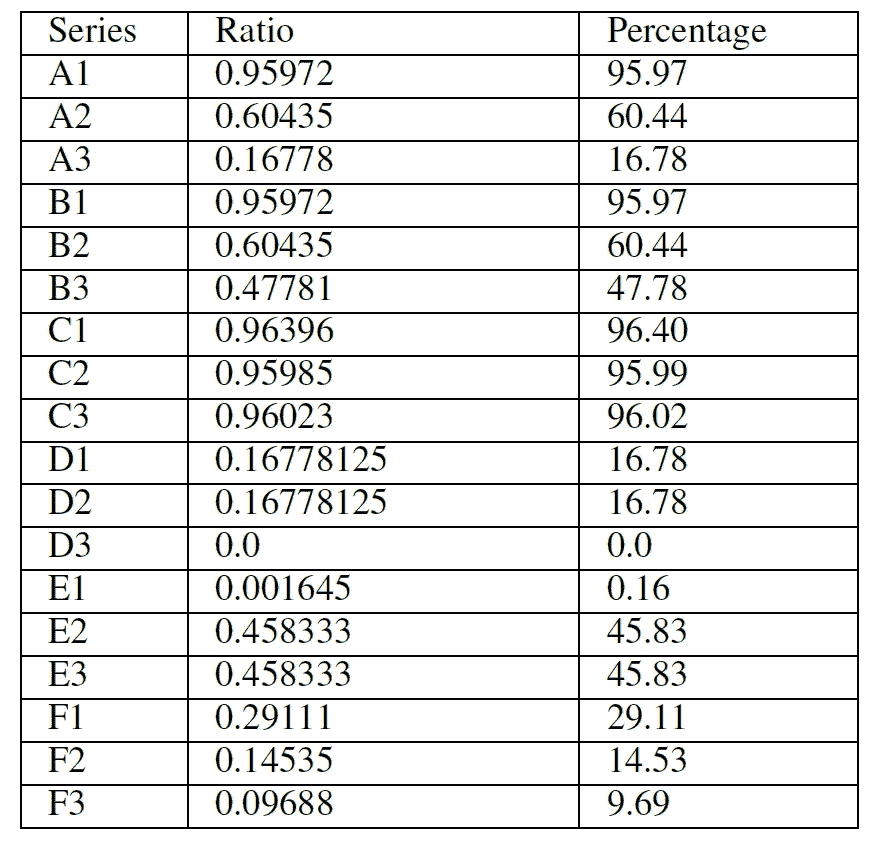 Series Ratio Percentage
A1 0.95972 95.97
A2 0.60435 60.44
A3 0.16778 16.78
B1 0.95972 95.97
B2 0.60435 60.44
B3 0.47781 47.78
C1 0.96396 96.40
C2 0.95985 95.99
C3 0.96023 96.02
D1 0.16778125 16.78
D2 0.16778125 16.78
D3 0.0 0.0
E1 0.001645 0.16
E2 0.458333 45.83
E3 0.458333 45.83
F1 0.29111 29.11
F2 0.14535 14.53
F3 0.09688 9.69